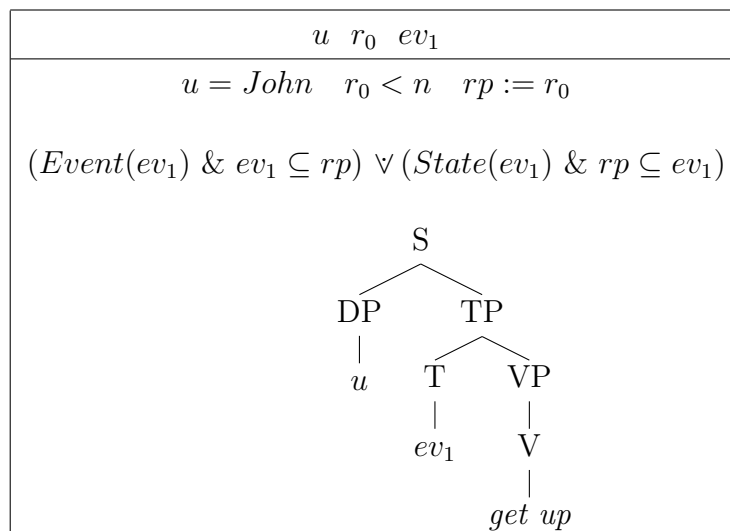 u r₀ ev₁
u = John r₀ < n rp := r₀
(Event(ev₁) & ev₁ ⊆ rp) ⩒ (State(ev₁) & rp ⊆ ev₁)
S
DP TP
u T VP
ev₁ V
get up